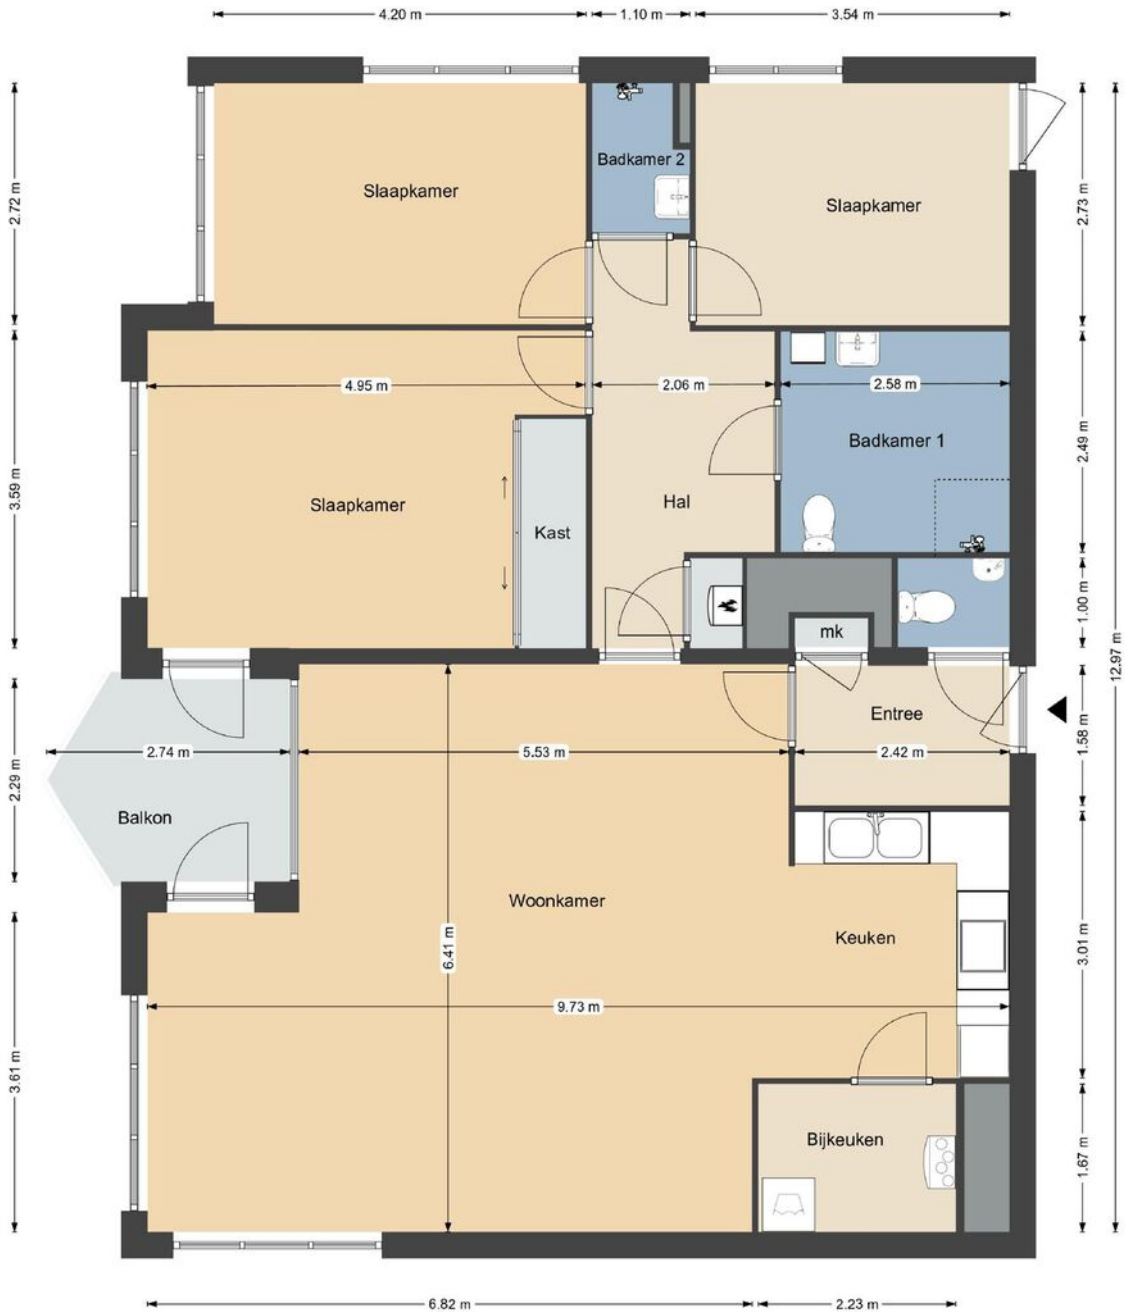 4.20 m
1.10 m
3.54 m
Badkamer 2
Slaapkamer
Slaapkamer
2.72 m
2.73 m
4.95 m
2.06 m
2.58 m
Badkamer 1
2.49 m
3.59 m
Slaapkamer
Hal
Kast
1.00 m
mk
12.97 m
Entree
1.58 m
2.74 m
5.53 m
2.42 m
2.29 m
Balkon
Woonkamer
Keuken
6.41 m
3.01 m
9.73 m
3.61 m
Bijkeuken
1.67 m
6.82 m
2.23 m